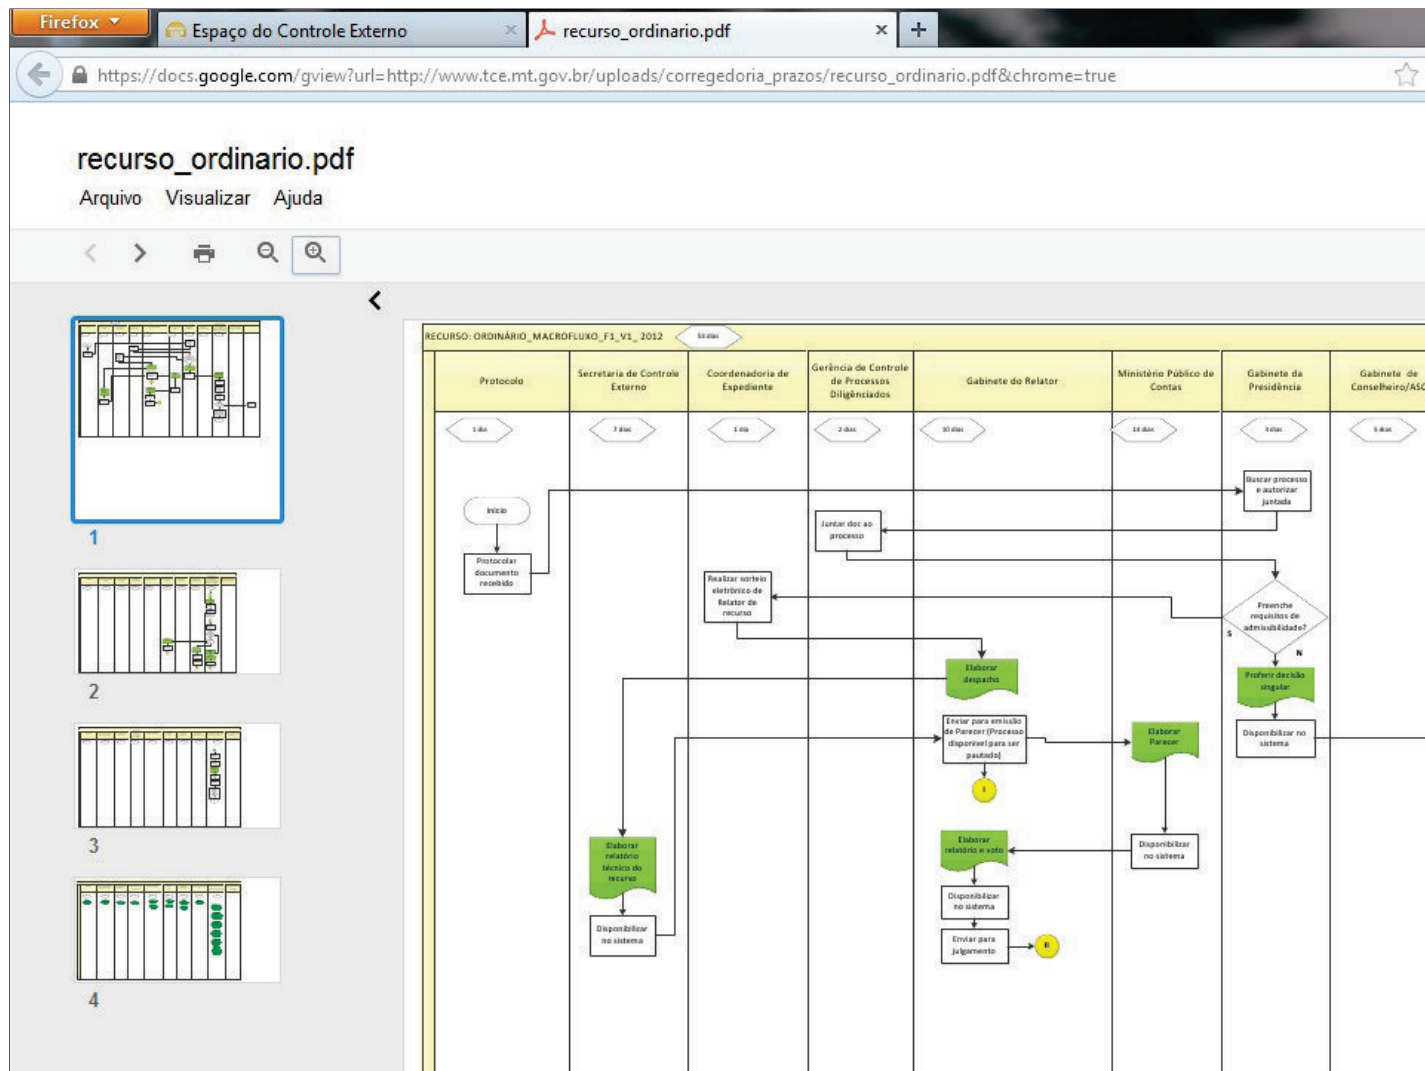 Firefox
Espaço do Controle Externo
recurso_ordinario.pdf
https://docs.google.com/gview?url=http://www.tce.mt.gov.br/uploads/corregedoria_prazos/recurso_ordinario.pdf&chrome=true
recurso_ordinario.pdf
Arquivo Visualizar Ajuda
1
2
3
4
RECURSO: ORDINÁRIO_MACROFLUXO_F1_V1_ 2012
Protocolo
Secretaria de Controle
Externo
Coordenadoria de
Expediente
Gerência de Controle
de Processos
Diligênciados
Gabinete do Relator
Ministério Público de
Contas
Gabinete da
Presidência
Gabinete de
Conselheiro/ASC
1 dia
7 dias
1 dia
2 dias
10 dias
14 dias
5 dias
Início
Protocolar
documento
recebido
Buscar processo
e autorizar
juntada
Juntar doc ao
processo
Realizar sorteio
eletrônico de
Relator de
recurso
Preenche
requisitos de
admissibilidade?
S
N
Elaborar
despacho
Proferir decisão
singular
Enviar para emissão
de Parecer (Processo
disponível para ser
pautado)
Elaborar
Parecer
Disponibilizar no
sistema
I
Elaborar
relatório
técnico do
recurso
Elaborar
relatório e voto
Disponibilizar
no sistema
Disponibilizar
no sistema
Disponibilizar
no sistema
Enviar para
julgamento
II